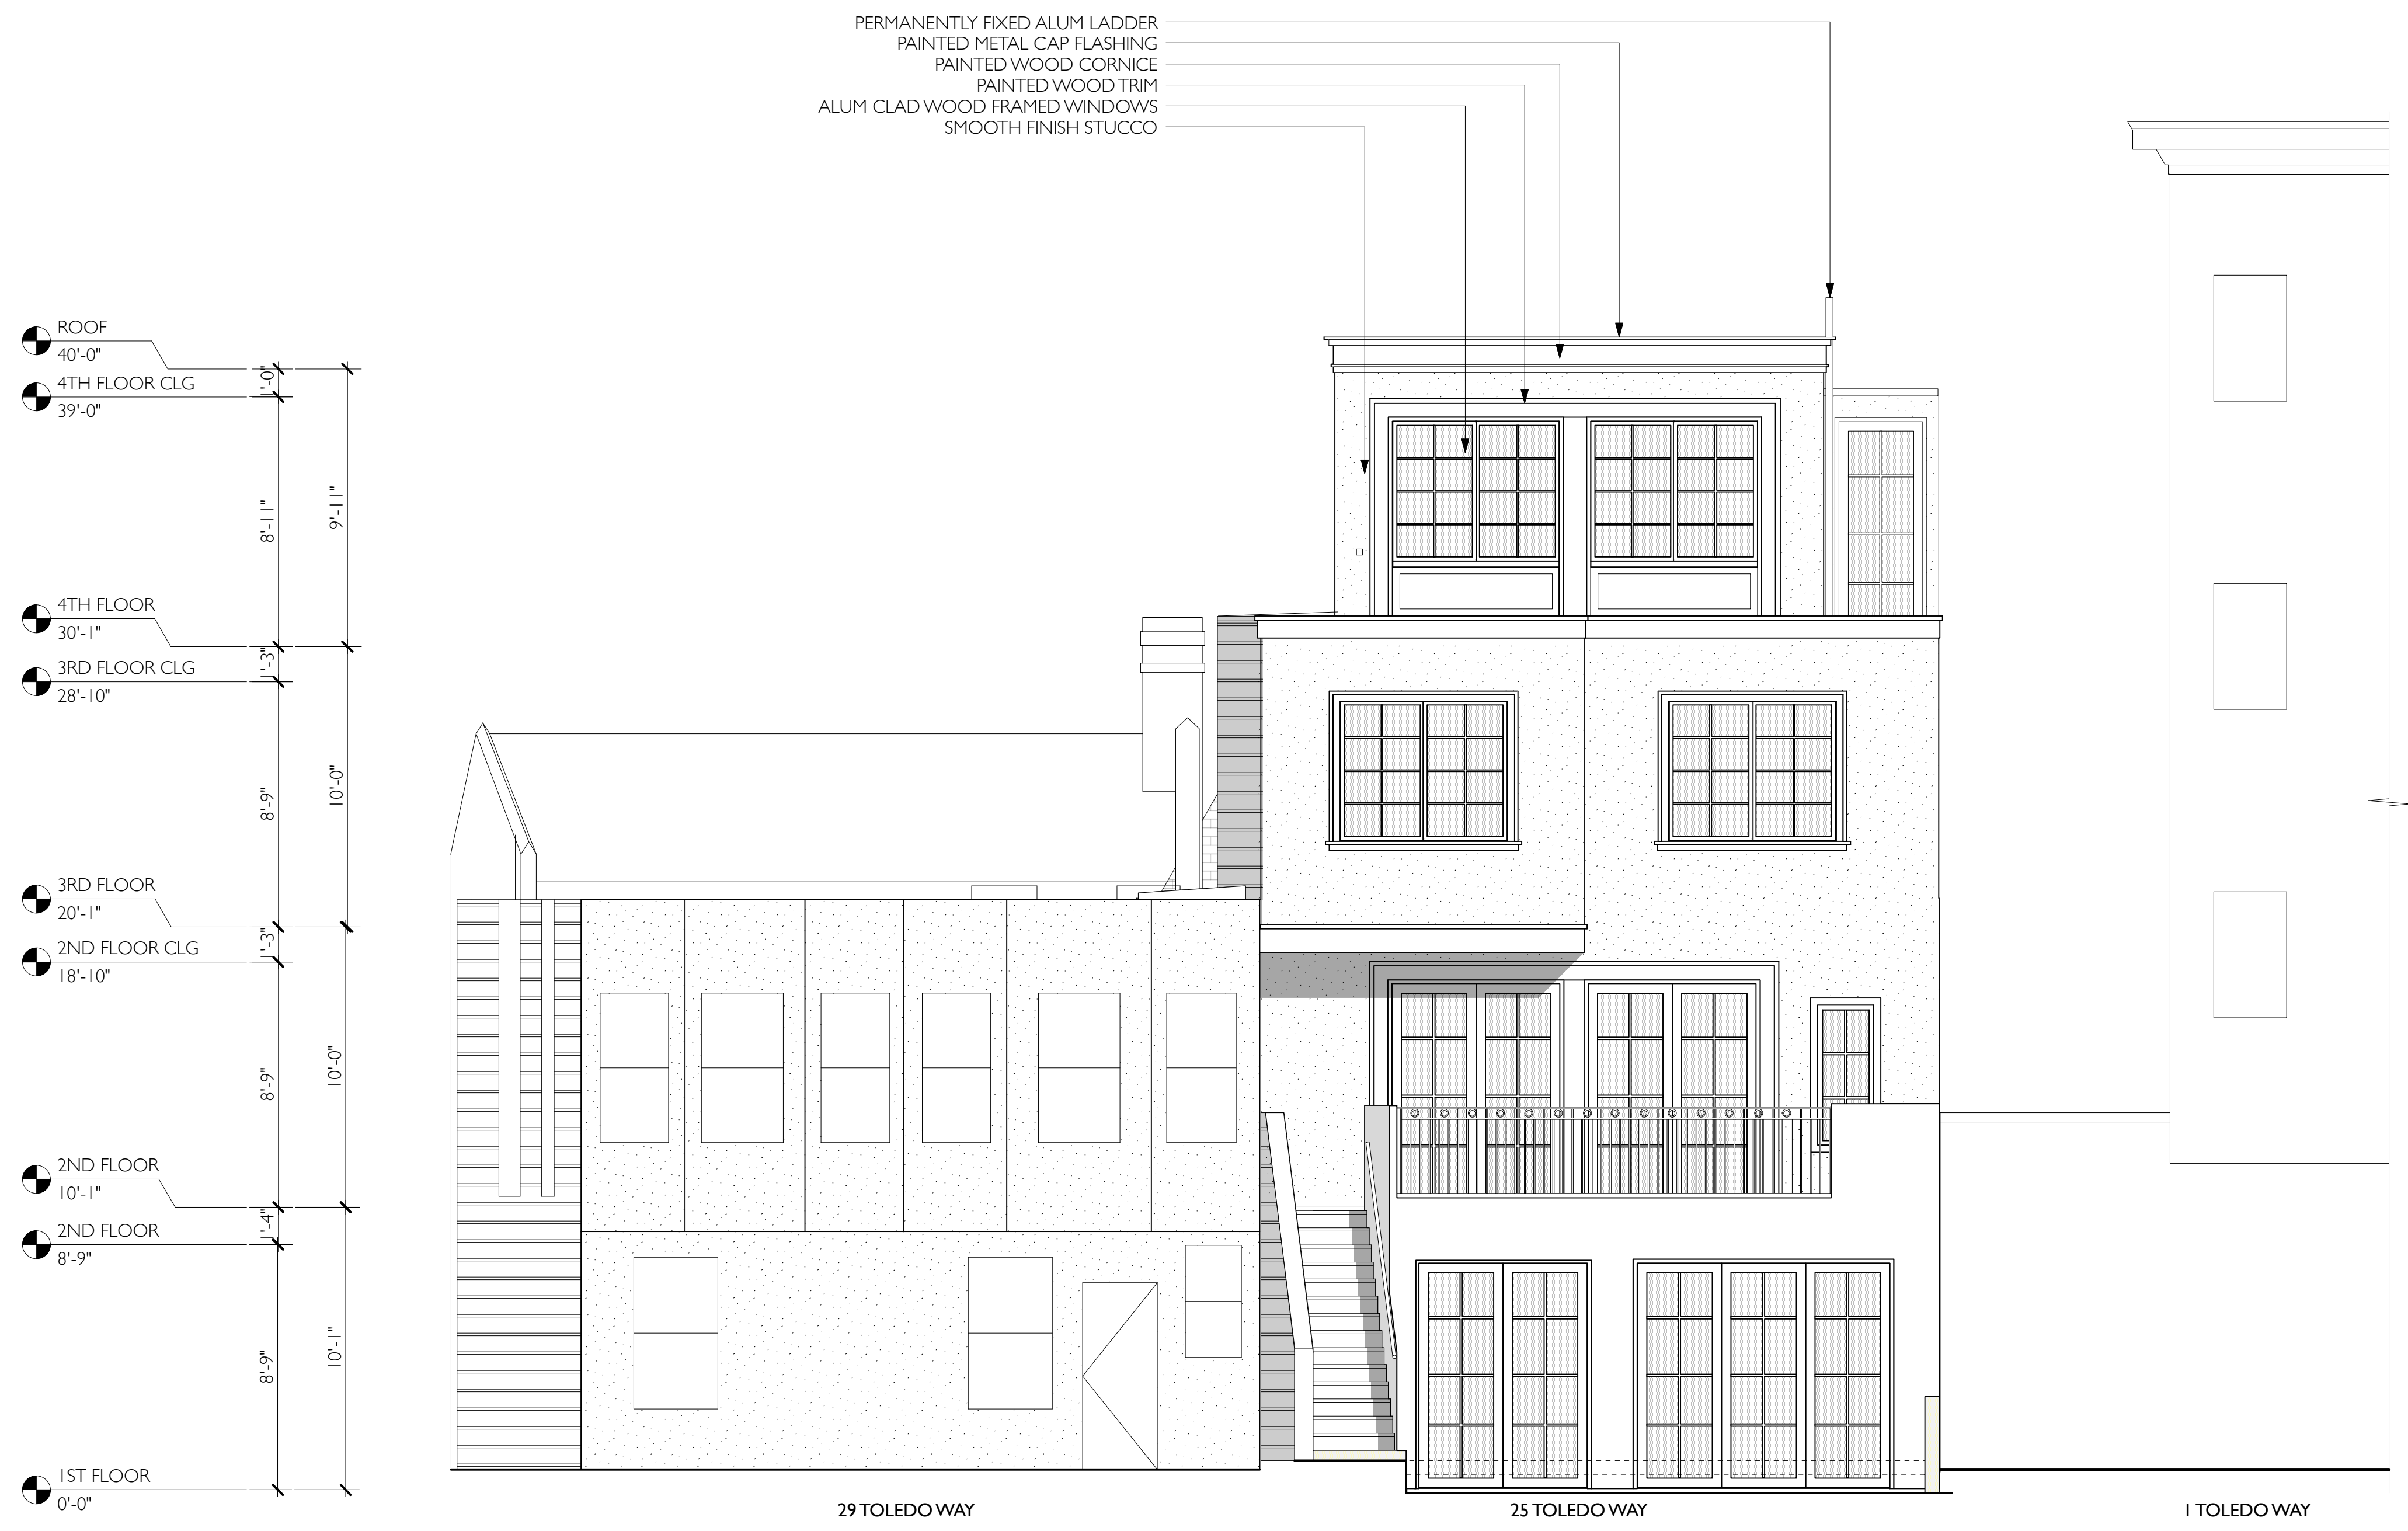 PERMANENTLY FIXED ALUM LADDER
PAINTED METAL CAP FLASHING
PAINTED WOOD CORNICE
PAINTED WOOD TRIM
ALUM CLAD WOOD FRAMED WINDOWS
SMOOTH FINISH STUCCO
ROOF
40'-0"
4TH FLOOR CLG
39'-0"
1'-0"
8'-11"
9'-11"
4TH FLOOR
30'-1"
1'-3"
3RD FLOOR CLG
28'-10"
8'-9"
10'-0"
3RD FLOOR
20'-1"
1'-3"
2ND FLOOR CLG
18'-10"
8'-9"
10'-0"
2ND FLOOR
10'-1"
1'-4"
2ND FLOOR
8'-9"
8'-9"
10'-1"
1ST FLOOR
0'-0"
29 TOLEDO WAY
25 TOLEDO WAY
1 TOLEDO WAY